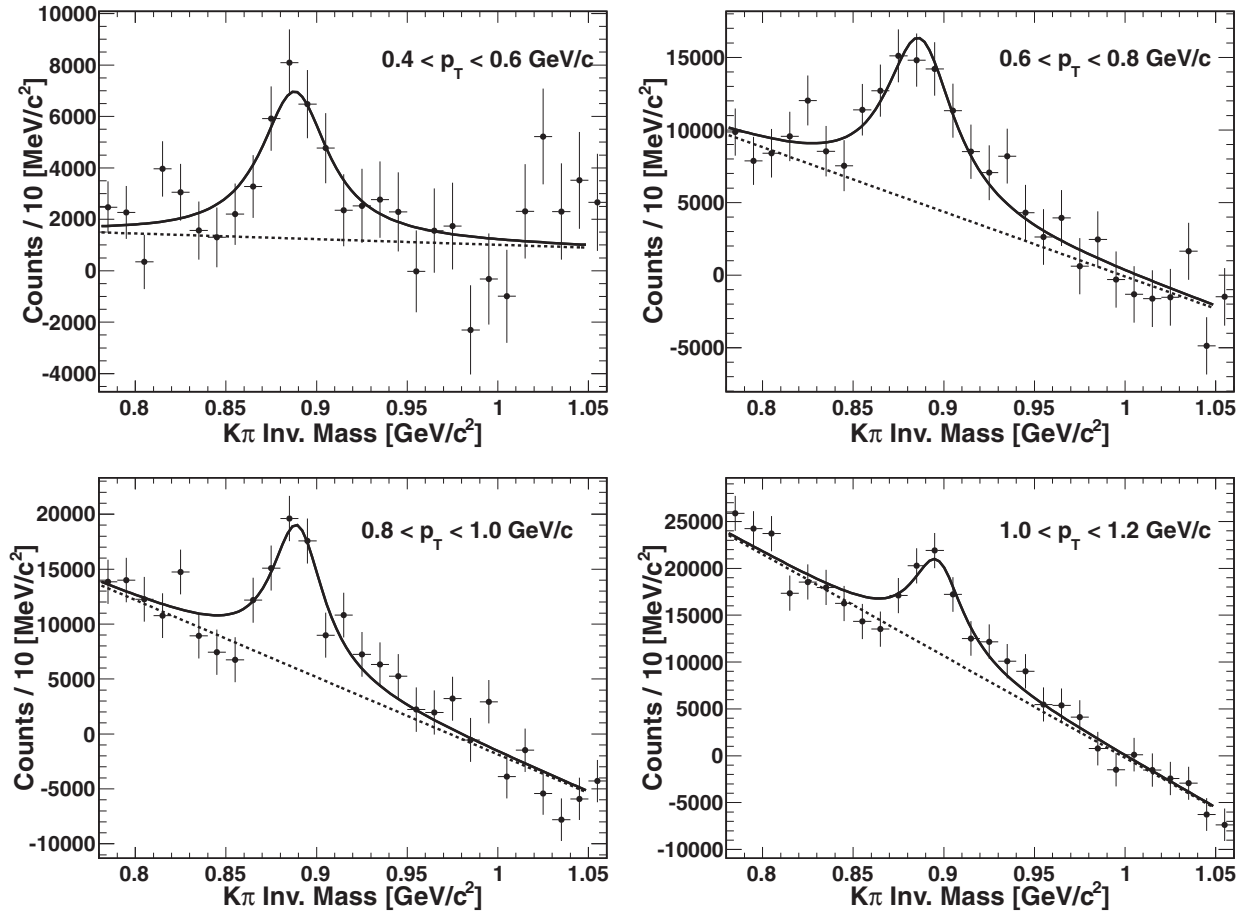 0.4 < p_T < 0.6 GeV/c
Counts / 10 [MeV/c²]
10000
8000
6000
4000
2000
0
-2000
-4000
0.8 0.85 0.9 0.95 1 1.05
Kπ Inv. Mass [GeV/c²]
0.6 < p_T < 0.8 GeV/c
Counts / 10 [MeV/c²]
15000
10000
5000
0
-5000
0.8 0.85 0.9 0.95 1 1.05
Kπ Inv. Mass [GeV/c²]
0.8 < p_T < 1.0 GeV/c
Counts / 10 [MeV/c²]
20000
15000
10000
5000
0
-5000
-10000
0.8 0.85 0.9 0.95 1 1.05
Kπ Inv. Mass [GeV/c²]
1.0 < p_T < 1.2 GeV/c
Counts / 10 [MeV/c²]
25000
20000
15000
10000
5000
0
-5000
-10000
0.8 0.85 0.9 0.95 1 1.05
Kπ Inv. Mass [GeV/c²]